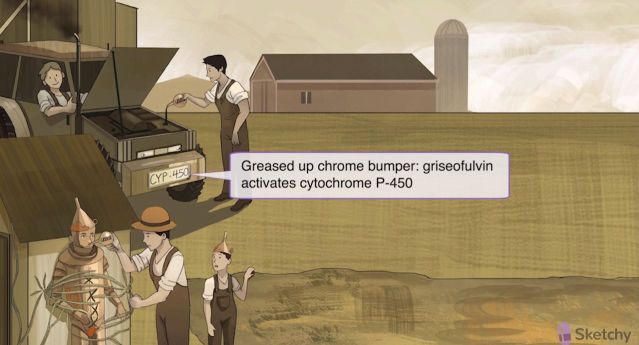 Greased up chrome bumper: griseofulvin
activates cytochrome P-450
CYP-450
Sketchy